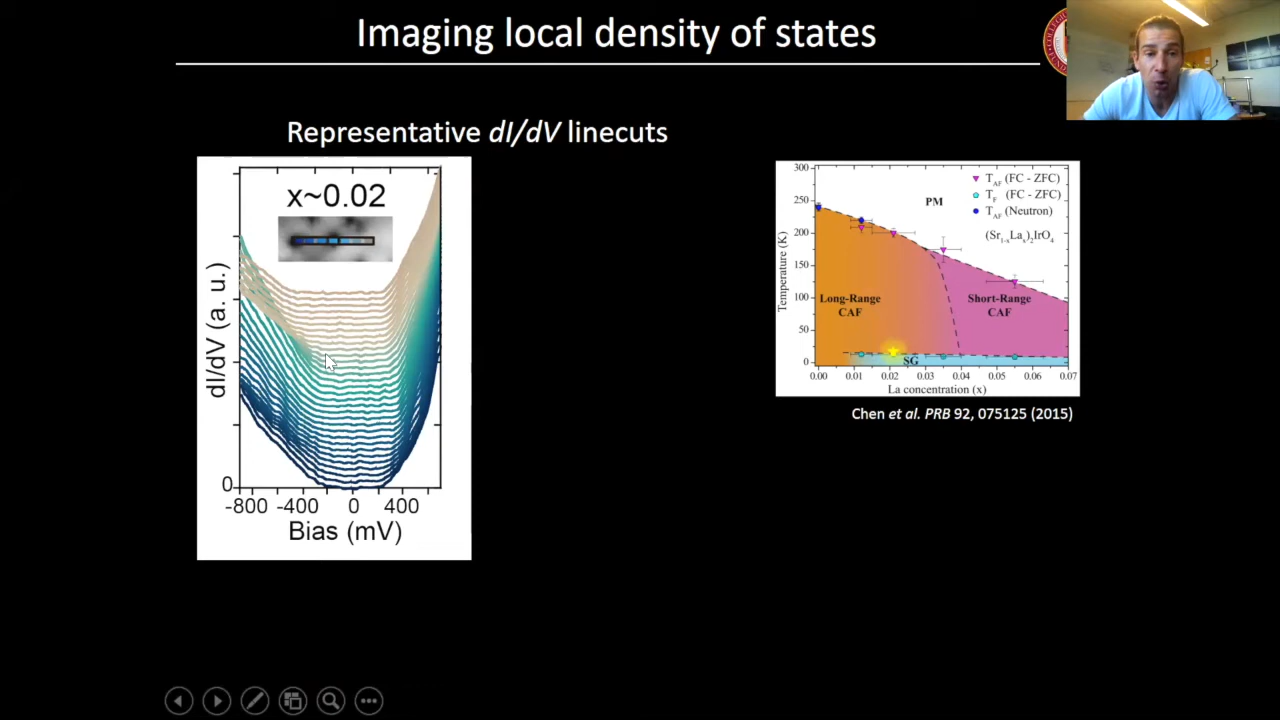 Imaging local density of states
Representative dI/dV linecuts
x~0.02
dI/dV (a. u.)
0
-800 -400 0 400
Bias (mV)
300
250
200
150
100
50
0
Temperature (K)
T_AF (FC - ZFC)
T_F (FC - ZFC)
T_AF (Neutron)
(Sr_1-xLa_x)_2IrO_4
PM
Long-Range
CAF
Short-Range
CAF
SG
0.00 0.01 0.02 0.03 0.04 0.05 0.06 0.07
La concentration (x)
Chen et al. PRB 92, 075125 (2015)